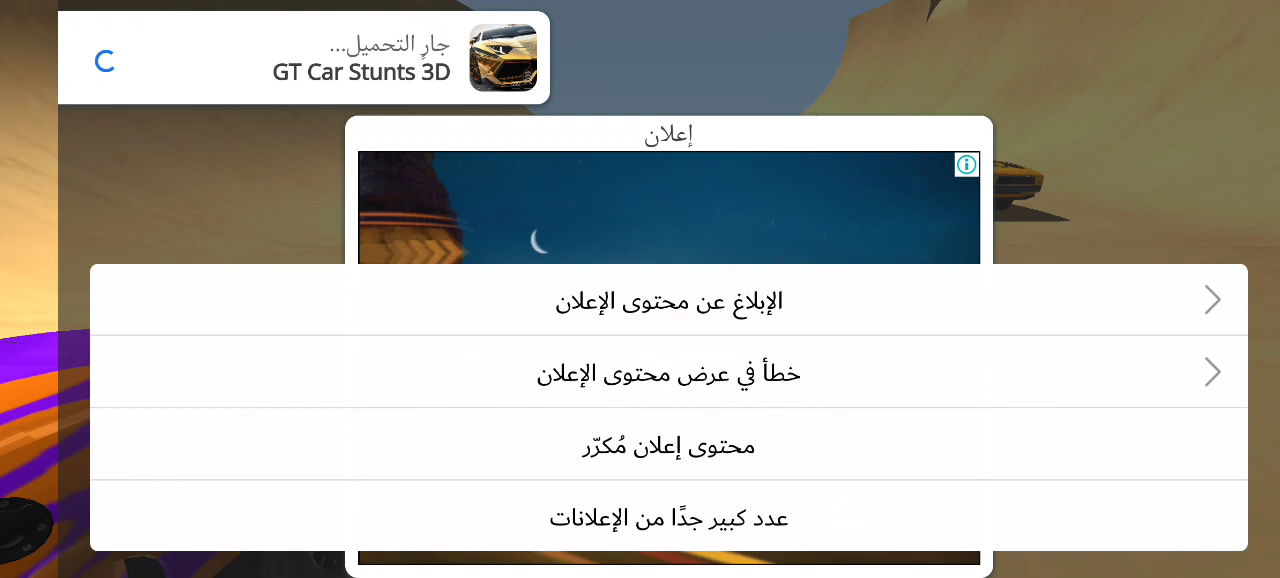 جارٍ التحميل...
GT Car Stunts 3D
إعلان
الإبلاغ عن محتوى الإعلان
خطأ في عرض محتوى الإعلان
محتوى إعلان مُكرّر
عدد كبير جدًا من الإعلانات